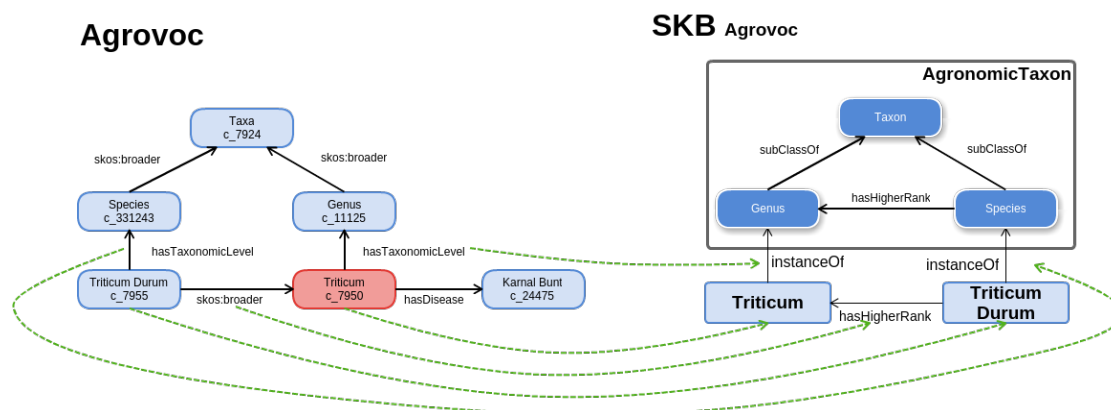 Agrovoc
Taxa
c_7924
skos:broader
skos:broader
Species
c_331243
Genus
c_11125
hasTaxonomicLevel
hasTaxonomicLevel
Triticum Durum
c_7955
skos:broader
Triticum
c_7950
hasDisease
Karnal Bunt
c_24475
SKB Agrovoc
AgronomicTaxon
Taxon
subClassOf
subClassOf
Genus
hasHigherRank
Species
instanceOf
instanceOf
Triticum
hasHigherRank
Triticum
Durum